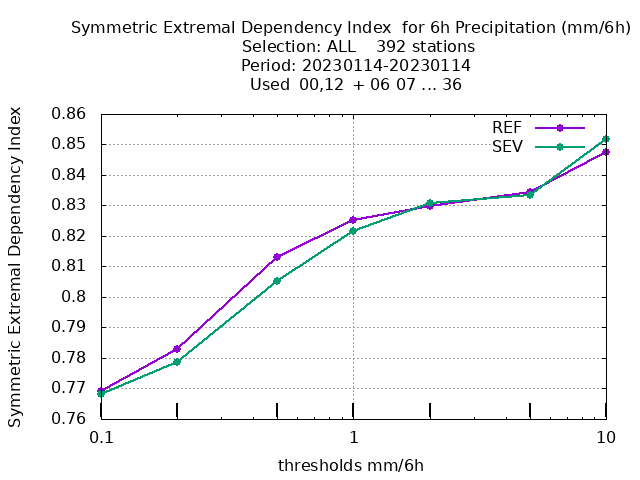 Symmetric Extremal Dependency Index  for 6h Precipitation (mm/6h)
Selection: ALL    392 stations
Period: 20230114-20230114
Used  00,12  + 06 07 ... 36
Symmetric Extremal Dependency Index
0.86
0.85
0.84
0.83
0.82
0.81
0.8
0.79
0.78
0.77
0.76
REF
SEV
0.1
1
10
thresholds mm/6h